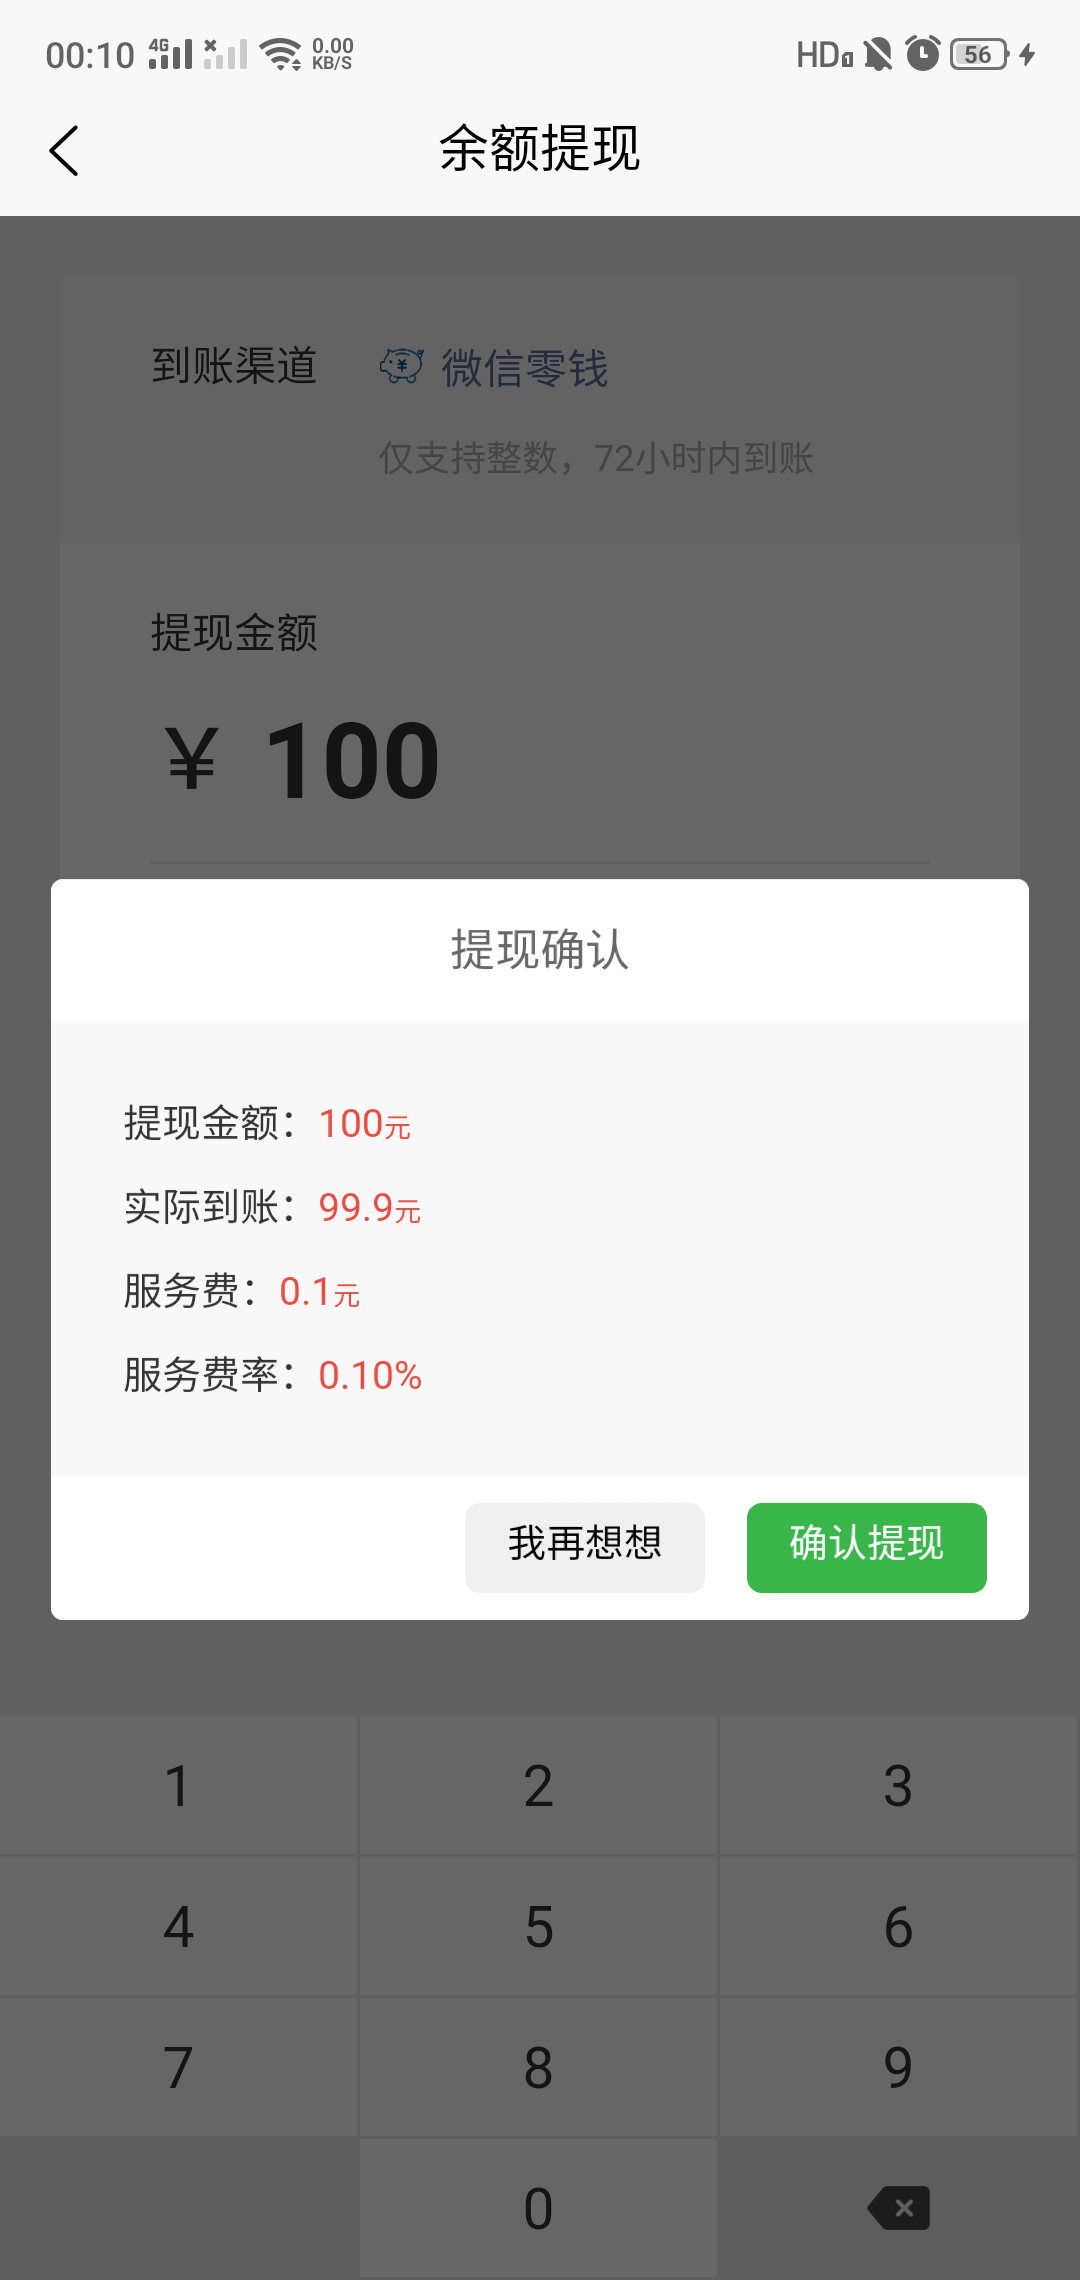 00:10 4G 0.00 KB/S HD 1 56
余额提现
到账渠道 微信零钱
仅支持整数，72小时内到账
提现金额
¥ 100
提现确认
提现金额：100元
实际到账：99.9元
服务费：0.1元
服务费率：0.10%
我再想想 确认提现
1 2 3
4 5 6
7 8 9
0